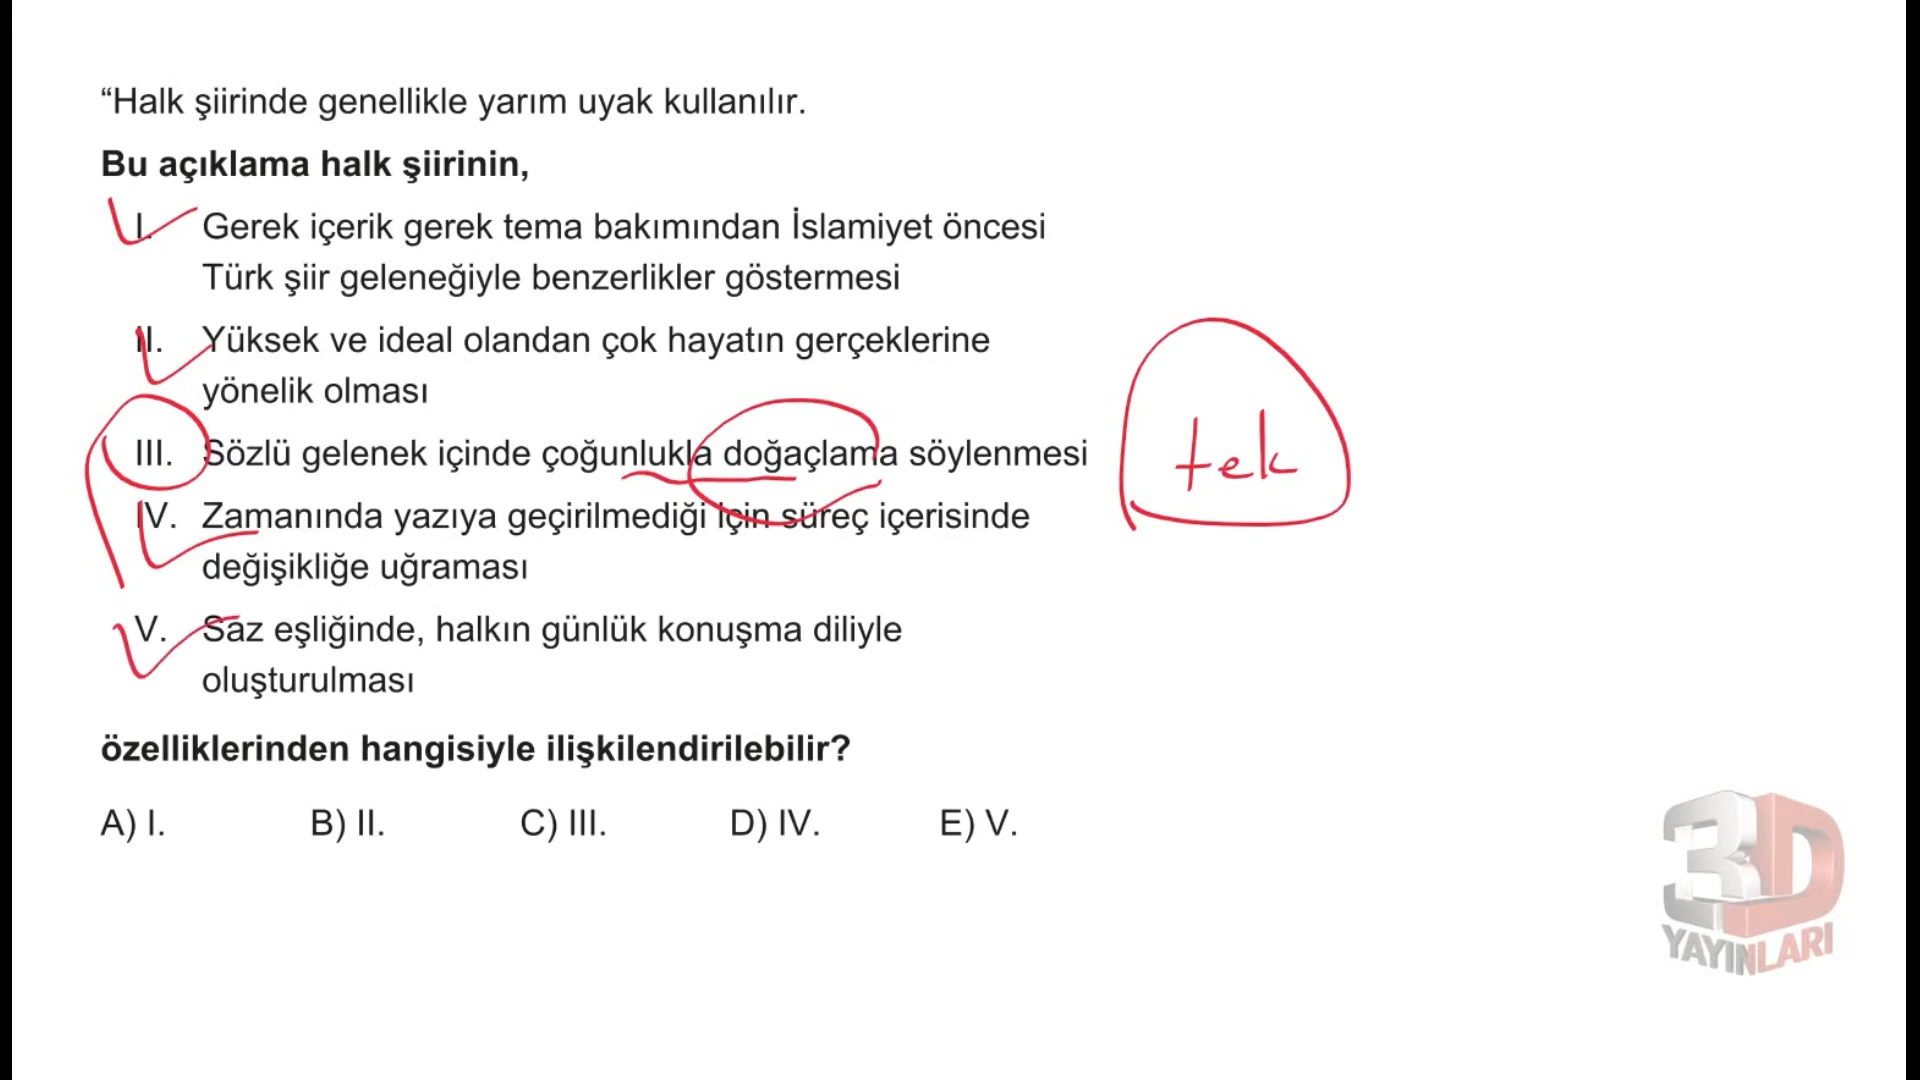 “Halk şiirinde genellikle yarım uyak kullanılır.
Bu açıklama halk şiirinin,
I. Gerek içerik gerek tema bakımından İslamiyet öncesi
Türk şiir geleneğiyle benzerlikler göstermesi
II. Yüksek ve ideal olandan çok hayatın gerçeklerine
yönelik olması
III. Sözlü gelenek içinde çoğunlukla doğaçlama söylenmesi
tek
IV. Zamanında yazıya geçirilmediği için süreç içerisinde
değişikliğe uğraması
V. Saz eşliğinde, halkın günlük konuşma diliyle
oluşturulması
özelliklerinden hangisiyle ilişkilendirilebilir?
A) I. B) II. C) III. D) IV. E) V.
3D
YAYINLARI